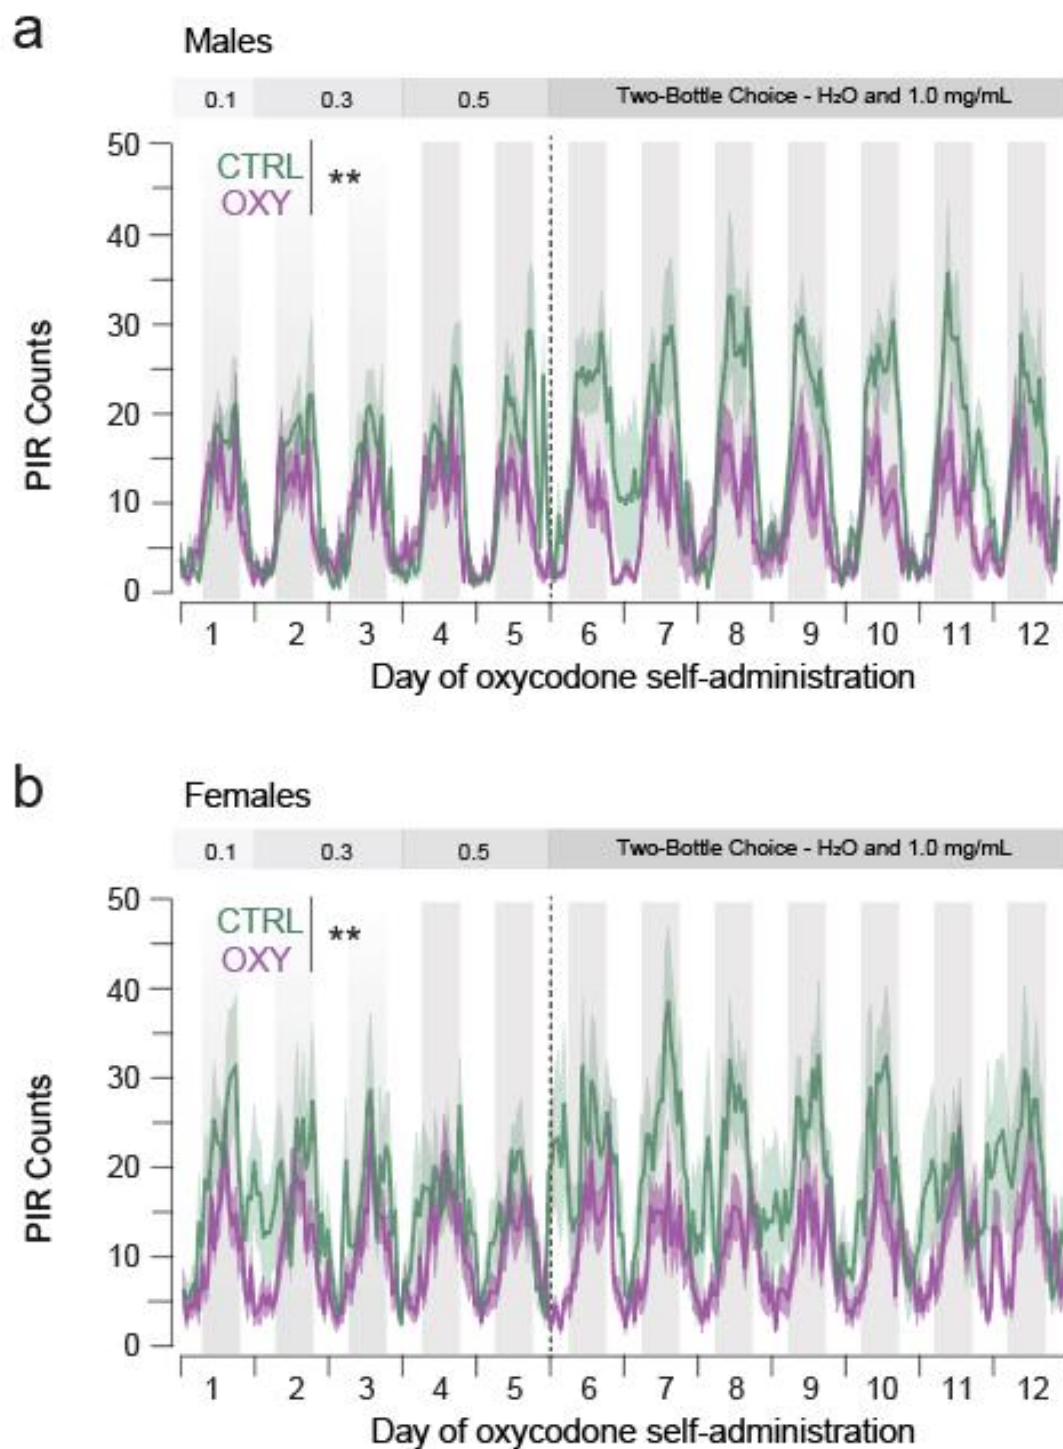 a
Males
0.1 0.3 0.5 Two-Bottle Choice - H₂O and 1.0 mg/mL
50
CTRL
OXY
**
40
30
20
10
0
PIR Counts
1 2 3 4 5 6 7 8 9 10 11 12
Day of oxycodone self-administration
b
Females
0.1 0.3 0.5 Two-Bottle Choice - H₂O and 1.0 mg/mL
50
CTRL
OXY
**
40
30
20
10
0
PIR Counts
1 2 3 4 5 6 7 8 9 10 11 12
Day of oxycodone self-administration